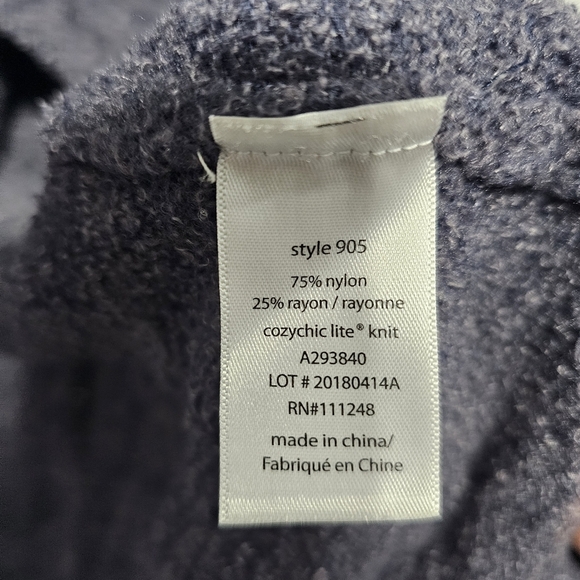 style 905
75% nylon
25% rayon / rayonne
cozychic lite® knit
A293840
LOT # 20180414A
RN#111248
made in china/
Fabriqué en Chine